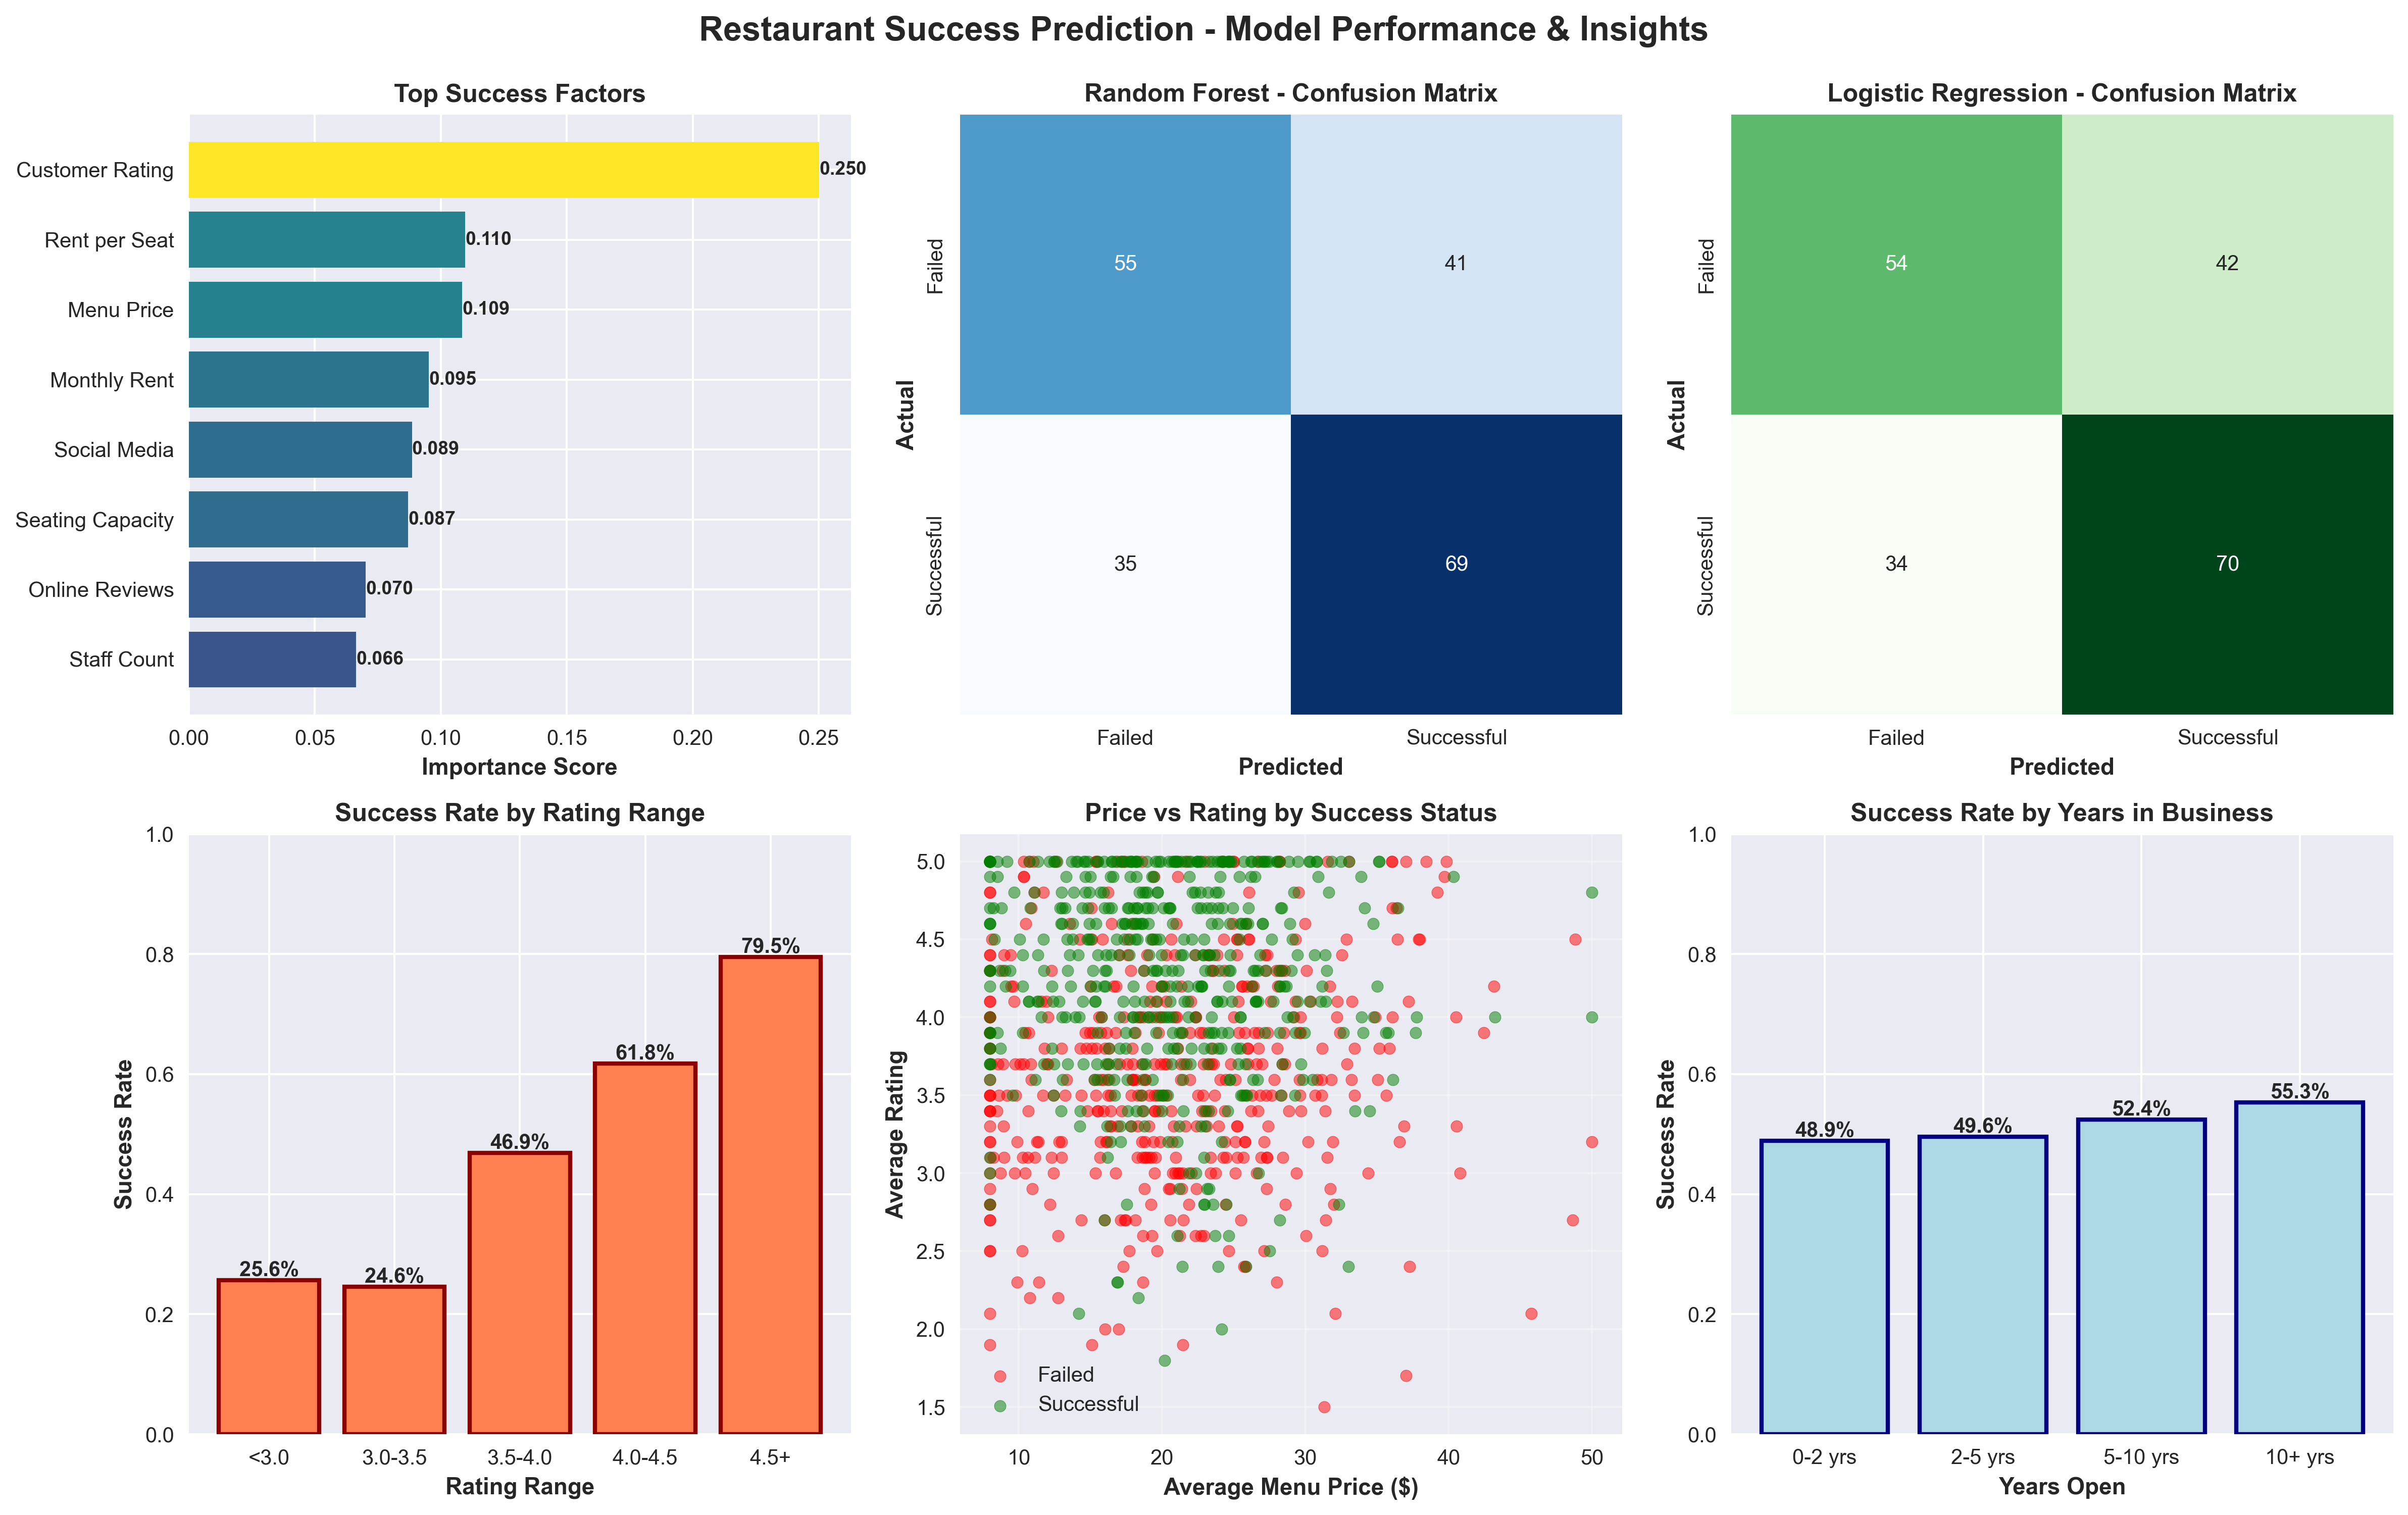 Restaurant Success Prediction - Model Performance & Insights
Top Success Factors
Customer Rating
0.250
Rent per Seat
0.110
Menu Price
0.109
Monthly Rent
0.095
Social Media
0.089
Seating Capacity
0.087
Online Reviews
0.070
Staff Count
0.066
0.00 0.05 0.10 0.15 0.20 0.25
Importance Score
Random Forest - Confusion Matrix
Actual
Failed
55 41
Successful
35 69
Failed Successful
Predicted
Logistic Regression - Confusion Matrix
Actual
Failed
54 42
Successful
34 70
Failed Successful
Predicted
Success Rate by Rating Range
Success Rate
1.0
0.8
0.6
0.4
0.2
0.0
25.6%
24.6%
46.9%
61.8%
79.5%
<3.0 3.0-3.5 3.5-4.0 4.0-4.5 4.5+
Rating Range
Price vs Rating by Success Status
Average Rating
5.0
4.5
4.0
3.5
3.0
2.5
2.0
1.5
Failed
Successful
10 20 30 40 50
Average Menu Price ($)
Success Rate by Years in Business
Success Rate
1.0
0.8
0.6
0.4
0.2
0.0
48.9%
49.6%
52.4%
55.3%
0-2 yrs 2-5 yrs 5-10 yrs 10+ yrs
Years Open